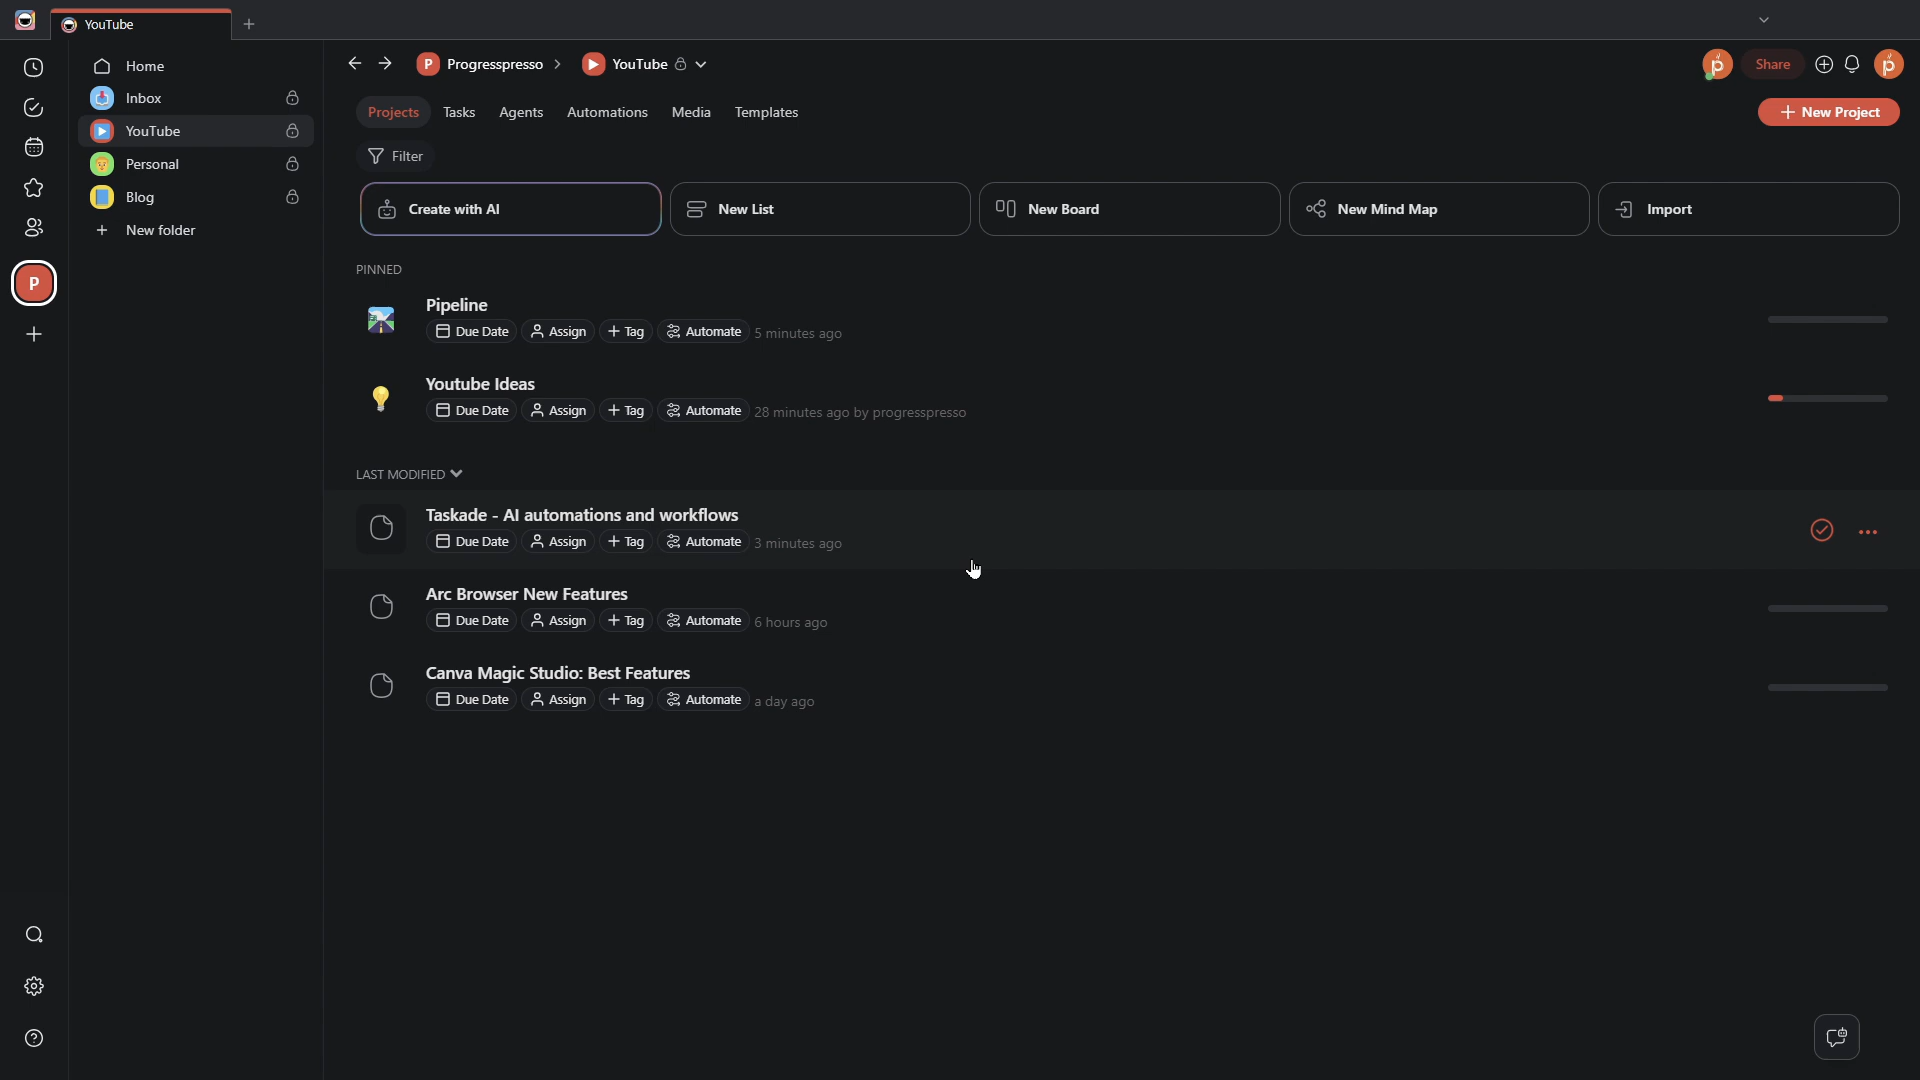 YouTube
Home
Inbox
YouTube
Personal
Blog
New folder
P
P Progresspresso > YouTube
p Share p
Projects Tasks Agents Automations Media Templates
New Project
Filter
Create with AI New List New Board New Mind Map Import
PINNED
Pipeline
Due Date Assign + Tag Automate 5 minutes ago
Youtube Ideas
Due Date Assign + Tag Automate 28 minutes ago by progresspresso
LAST MODIFIED
Taskade - AI automations and workflows
Due Date Assign + Tag Automate 3 minutes ago
Arc Browser New Features
Due Date Assign + Tag Automate 6 hours ago
Canva Magic Studio: Best Features
Due Date Assign + Tag Automate a day ago